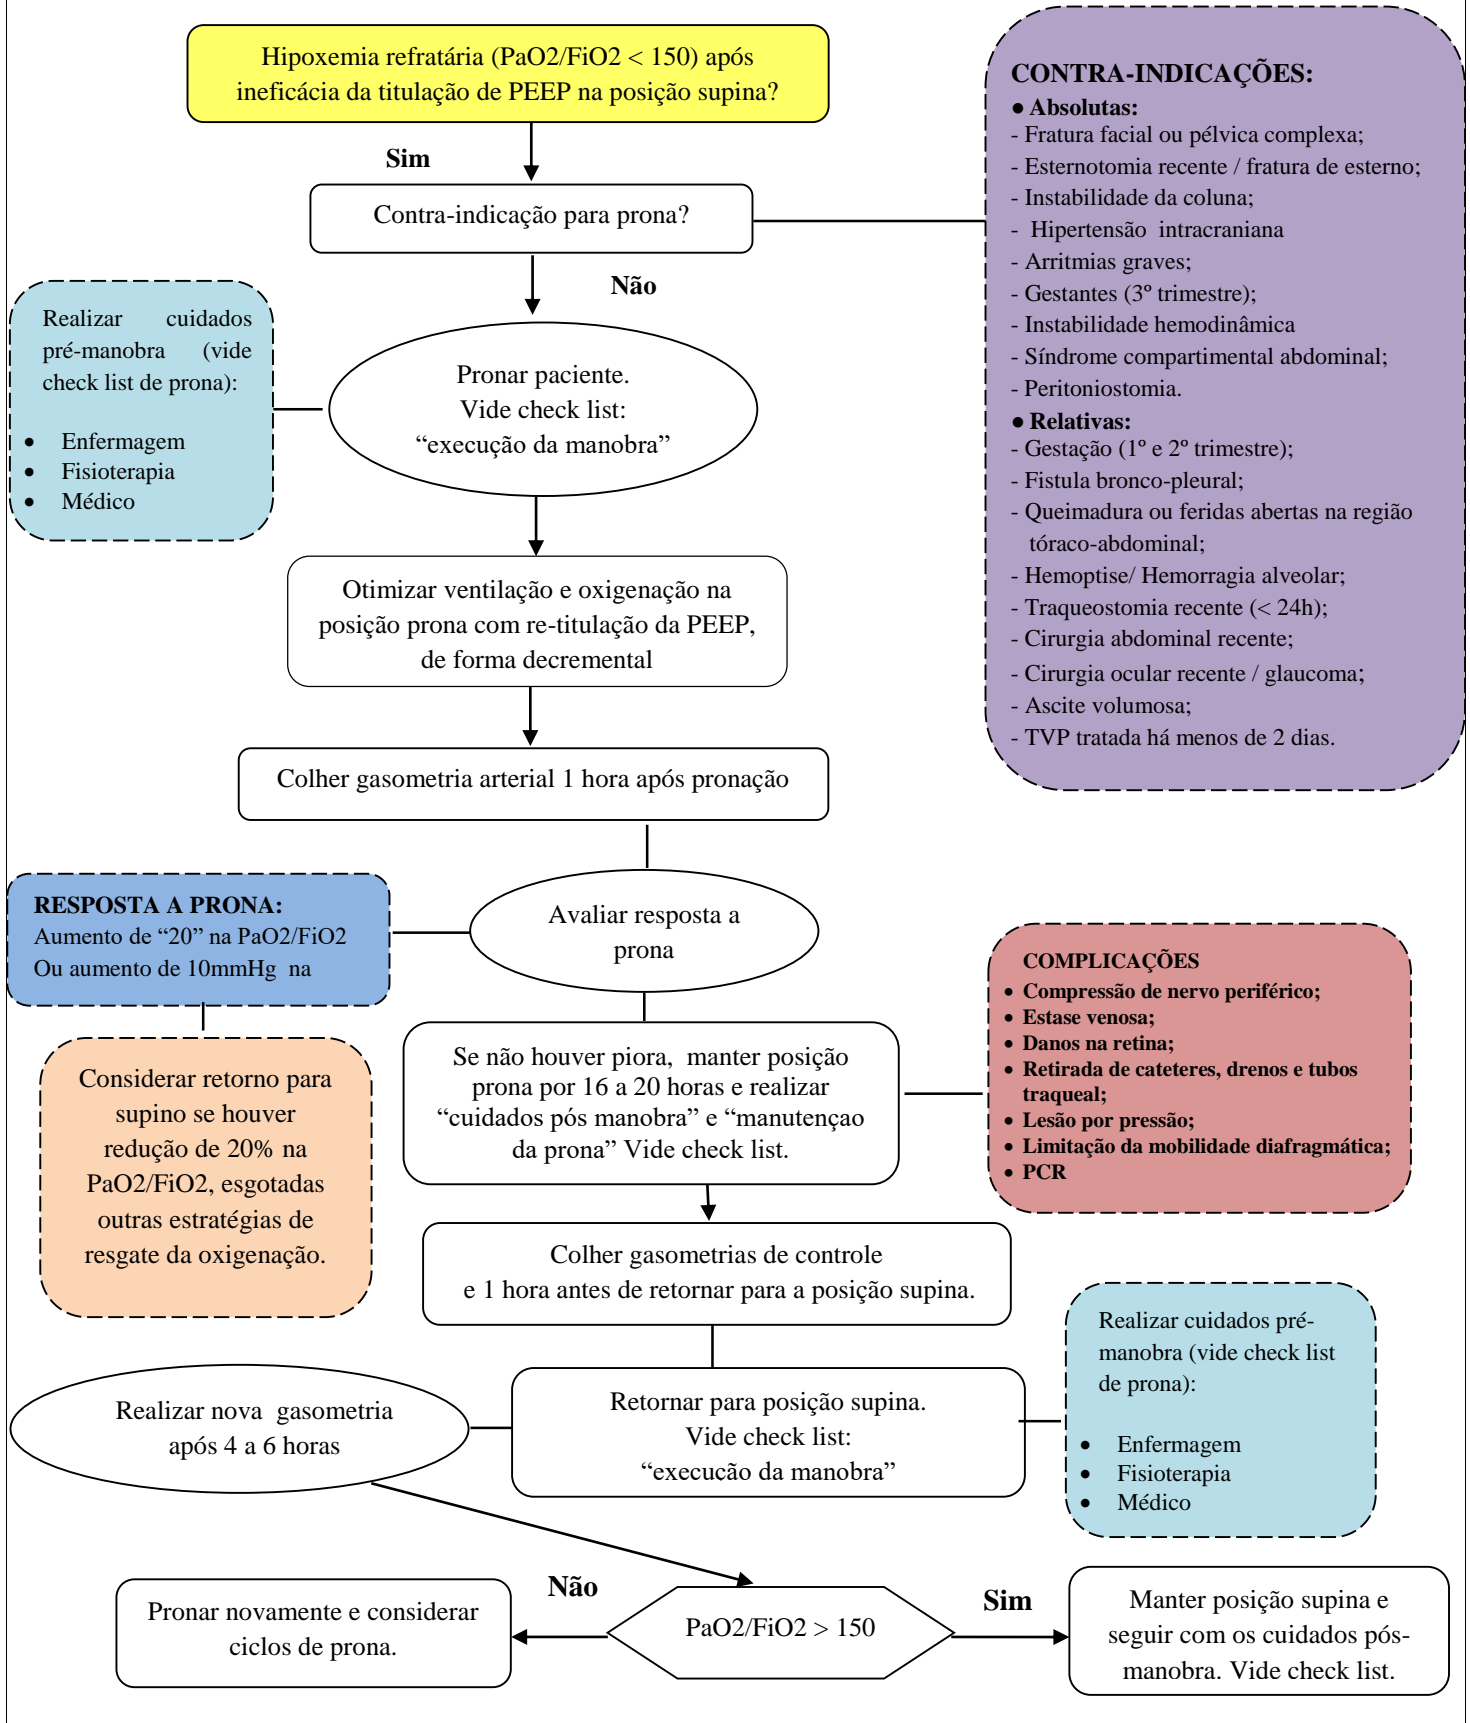 Hipoxemia refratária (PaO2/FiO2 < 150) após
ineficácia da titulação de PEEP na posição supina?
Sim
Contra-indicação para prona?
Não
CONTRA-INDICAÇÕES:
● Absolutas:
- Fratura facial ou pélvica complexa;
- Esternotomia recente / fratura de esterno;
- Instabilidade da coluna;
- Hipertensão intracraniana
- Arritmias graves;
- Gestantes (3º trimestre);
- Instabilidade hemodinâmica
- Síndrome compartimental abdominal;
- Peritoniostomia.
● Relativas:
- Gestação (1º e 2º trimestre);
- Fistula bronco-pleural;
- Queimadura ou feridas abertas na região
tóraco-abdominal;
- Hemoptise/ Hemorragia alveolar;
- Traqueostomia recente (< 24h);
- Cirurgia abdominal recente;
- Cirurgia ocular recente / glaucoma;
- Ascite volumosa;
- TVP tratada há menos de 2 dias.
Realizar cuidados
pré-manobra (vide
check list de prona):
• Enfermagem
• Fisioterapia
• Médico
Pronar paciente.
Vide check list:
“execução da manobra”
Otimizar ventilação e oxigenação na
posição prona com re-titulação da PEEP,
de forma decremental
Colher gasometria arterial 1 hora após pronação
Avaliar resposta a
prona
RESPOSTA A PRONA:
Aumento de “20” na PaO2/FiO2
Ou aumento de 10mmHg na
Considerar retorno para
supino se houver
redução de 20% na
PaO2/FiO2, esgotadas
outras estratégias de
resgate da oxigenação.
Se não houver piora, manter posição
prona por 16 a 20 horas e realizar
“cuidados pós manobra” e “manutençao
da prona” Vide check list.
COMPLICAÇÕES
• Compressão de nervo periférico;
• Estase venosa;
• Danos na retina;
• Retirada de cateteres, drenos e tubos
traqueal;
• Lesão por pressão;
• Limitação da mobilidade diafragmática;
• PCR
Colher gasometrias de controle
e 1 hora antes de retornar para a posição supina.
Retornar para posição supina.
Vide check list:
“execucão da manobra”
Realizar cuidados pré-
manobra (vide check list
de prona):
• Enfermagem
• Fisioterapia
• Médico
Realizar nova gasometria
após 4 a 6 horas
PaO2/FiO2 > 150
Não
Pronar novamente e considerar
ciclos de prona.
Sim
Manter posição supina e
seguir com os cuidados pós-
manobra. Vide check list.